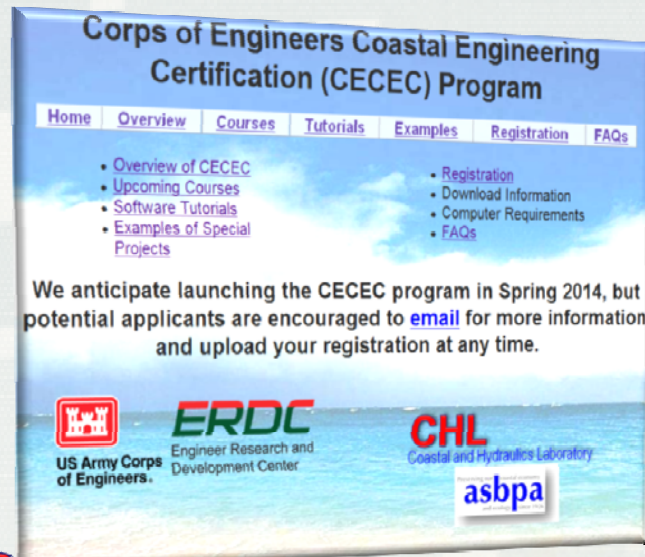 Corps of Engineers Coastal Engineering
Certification (CECEC) Program
Home Overview Courses Tutorials Examples Registration FAQs
• Overview of CECEC
• Upcoming Courses
• Software Tutorials
• Examples of Special
Projects
• Registration
• Download Information
• Computer Requirements
• FAQs
We anticipate launching the CECEC program in Spring 2014, but
potential applicants are encouraged to email for more information
and upload your registration at any time.
US Army Corps
of Engineers.
ERDC
Engineer Research and
Development Center
CHL
Coastal and Hydraulics Laboratory
asbpa